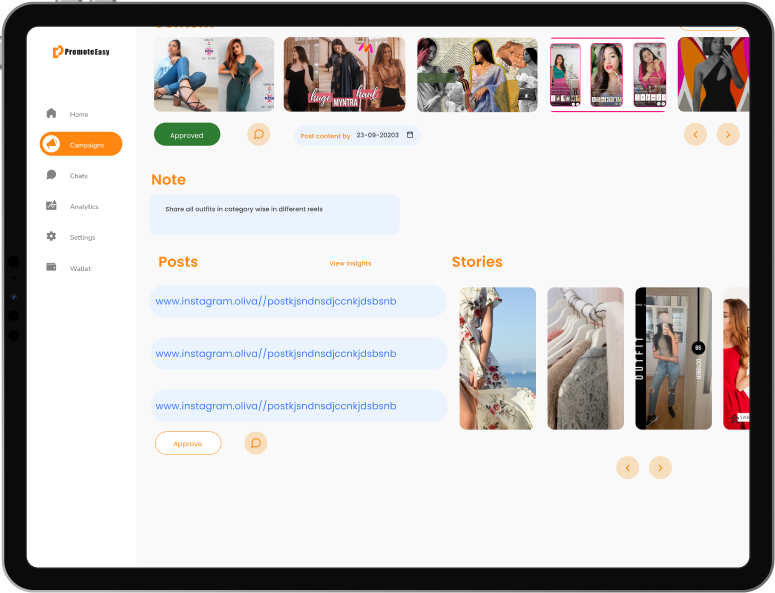 PromoteEasy
Home
Campaigns
Chats
Analytics
Settings
Wallet
huge MYNTRA haul
Approved
Post content by 23-09-20203
Note
Share all outfits in category wise in different reels
Posts
View insights
Stories
www.instagram.oliva//postkjsndnsdjccnkjdsbsnb
www.instagram.oliva//postkjsndnsdjccnkjdsbsnb
www.instagram.oliva//postkjsndnsdjccnkjdsbsnb
OUTFIT
Approve